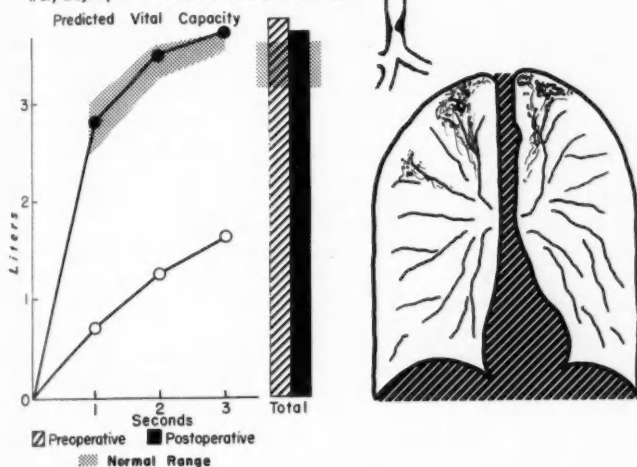 Predicted Vital Capacity
3
2
1
0
Liters
1 2 3
Seconds
Total
Preoperative Postoperative
Normal Range